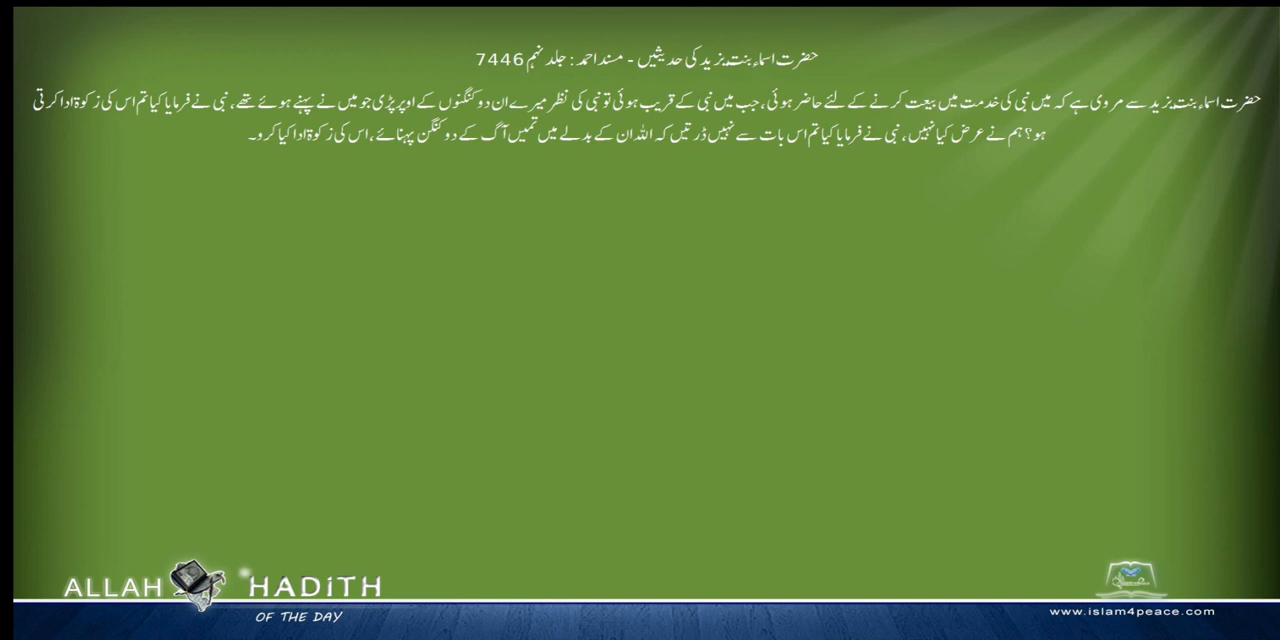 حضرت اسماء بنت یزید کی حدیثیں - مسند احمد: جلد نہم 7446
حضرت اسماء بنت یزید سے مروی ہے کہ میں نبی کی خدمت میں بیعت کرنے کے لئے حاضر ہوئی، جب میں نبی کے قریب ہوئی تو نبی کی نظر میرے ان دو کنگنوں کے اوپر پڑی جو میں نے پہنے ہوئے تھے، نبی نے فرمایا کیا تم اس کی زکوۃ ادا کرتی
ہو؟ ہم نے عرض کیا نہیں، نبی نے فرمایا کیا تم اس بات سے نہیں ڈرتیں کہ اللہ ان کے بدلے میں تمیں آگ کے دو کنگن پہنائے، اس کی زکوۃ ادا کیا کرو۔
ALLAH HADITH
OF THE DAY
www.islam4peace.com